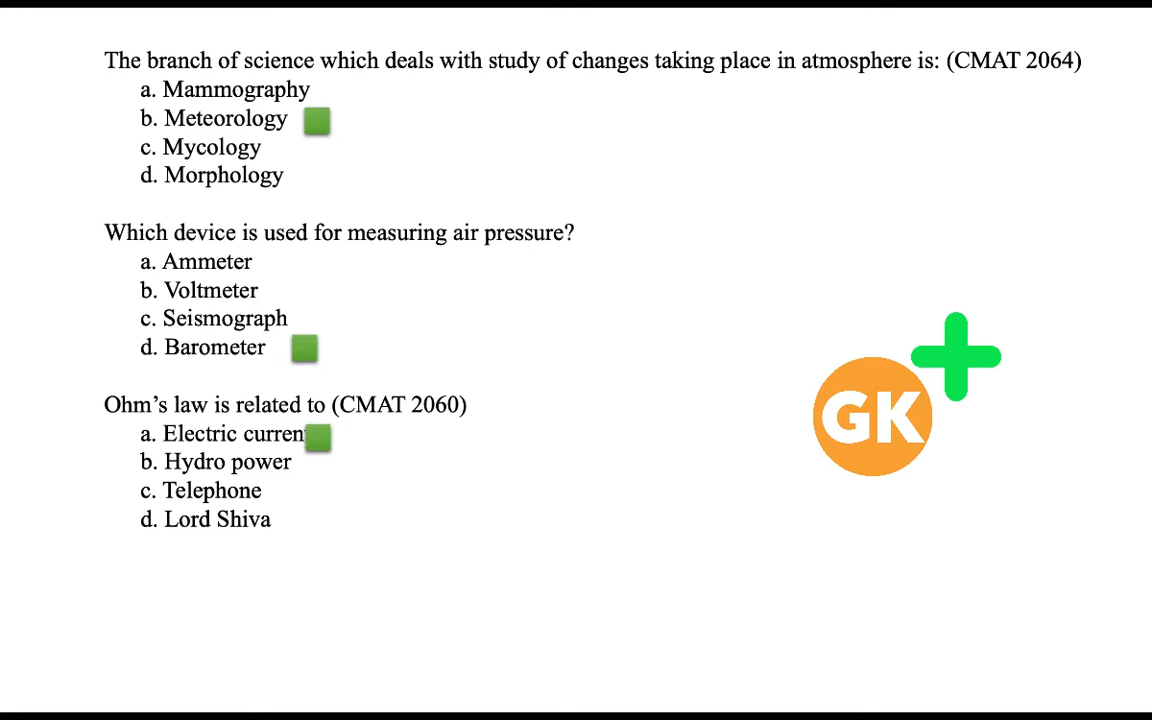 The branch of science which deals with study of changes taking place in atmosphere is: (CMAT 2064)
a. Mammography
b. Meteorology
c. Mycology
d. Morphology
Which device is used for measuring air pressure?
a. Ammeter
b. Voltmeter
c. Seismograph
d. Barometer
Ohm’s law is related to (CMAT 2060)
a. Electric current
b. Hydro power
c. Telephone
d. Lord Shiva
GK